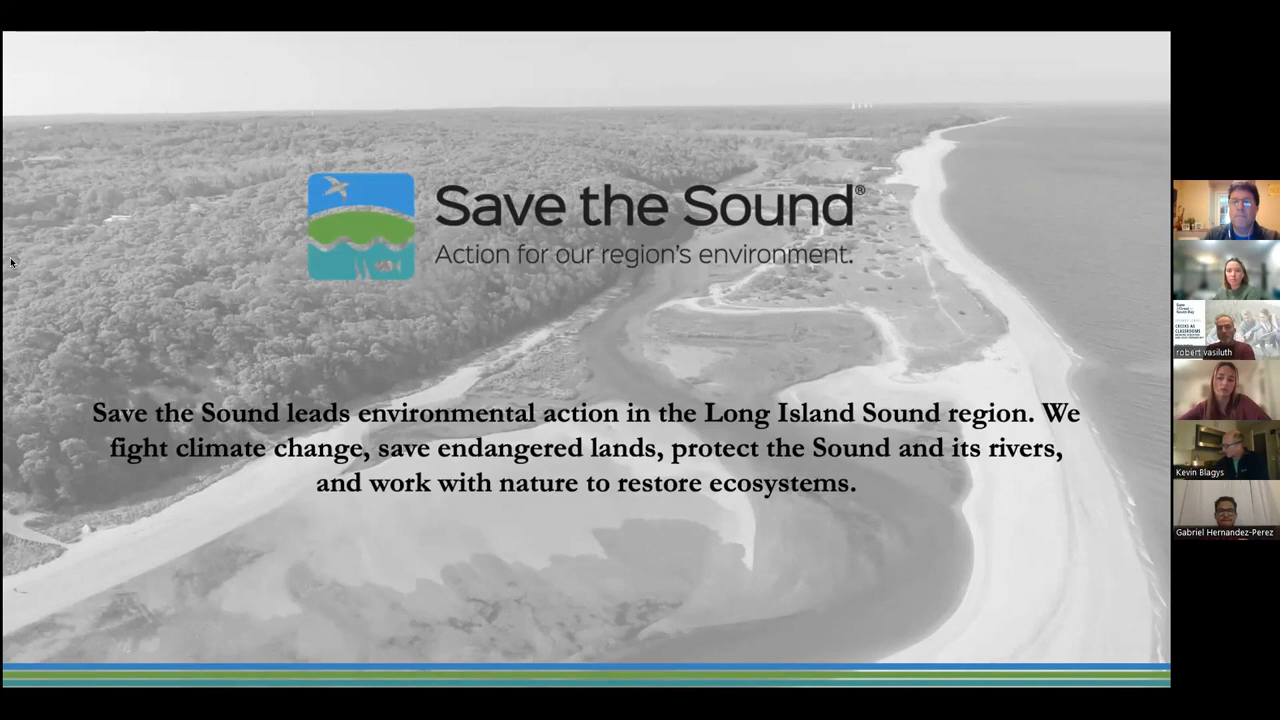 Save the Sound®
Action for our region's environment.
Save the Sound leads environmental action in the Long Island Sound region. We
fight climate change, save endangered lands, protect the Sound and its rivers,
and work with nature to restore ecosystems.
robert vasiluth
Kevin Blagys
Gabriel Hernandez-Perez